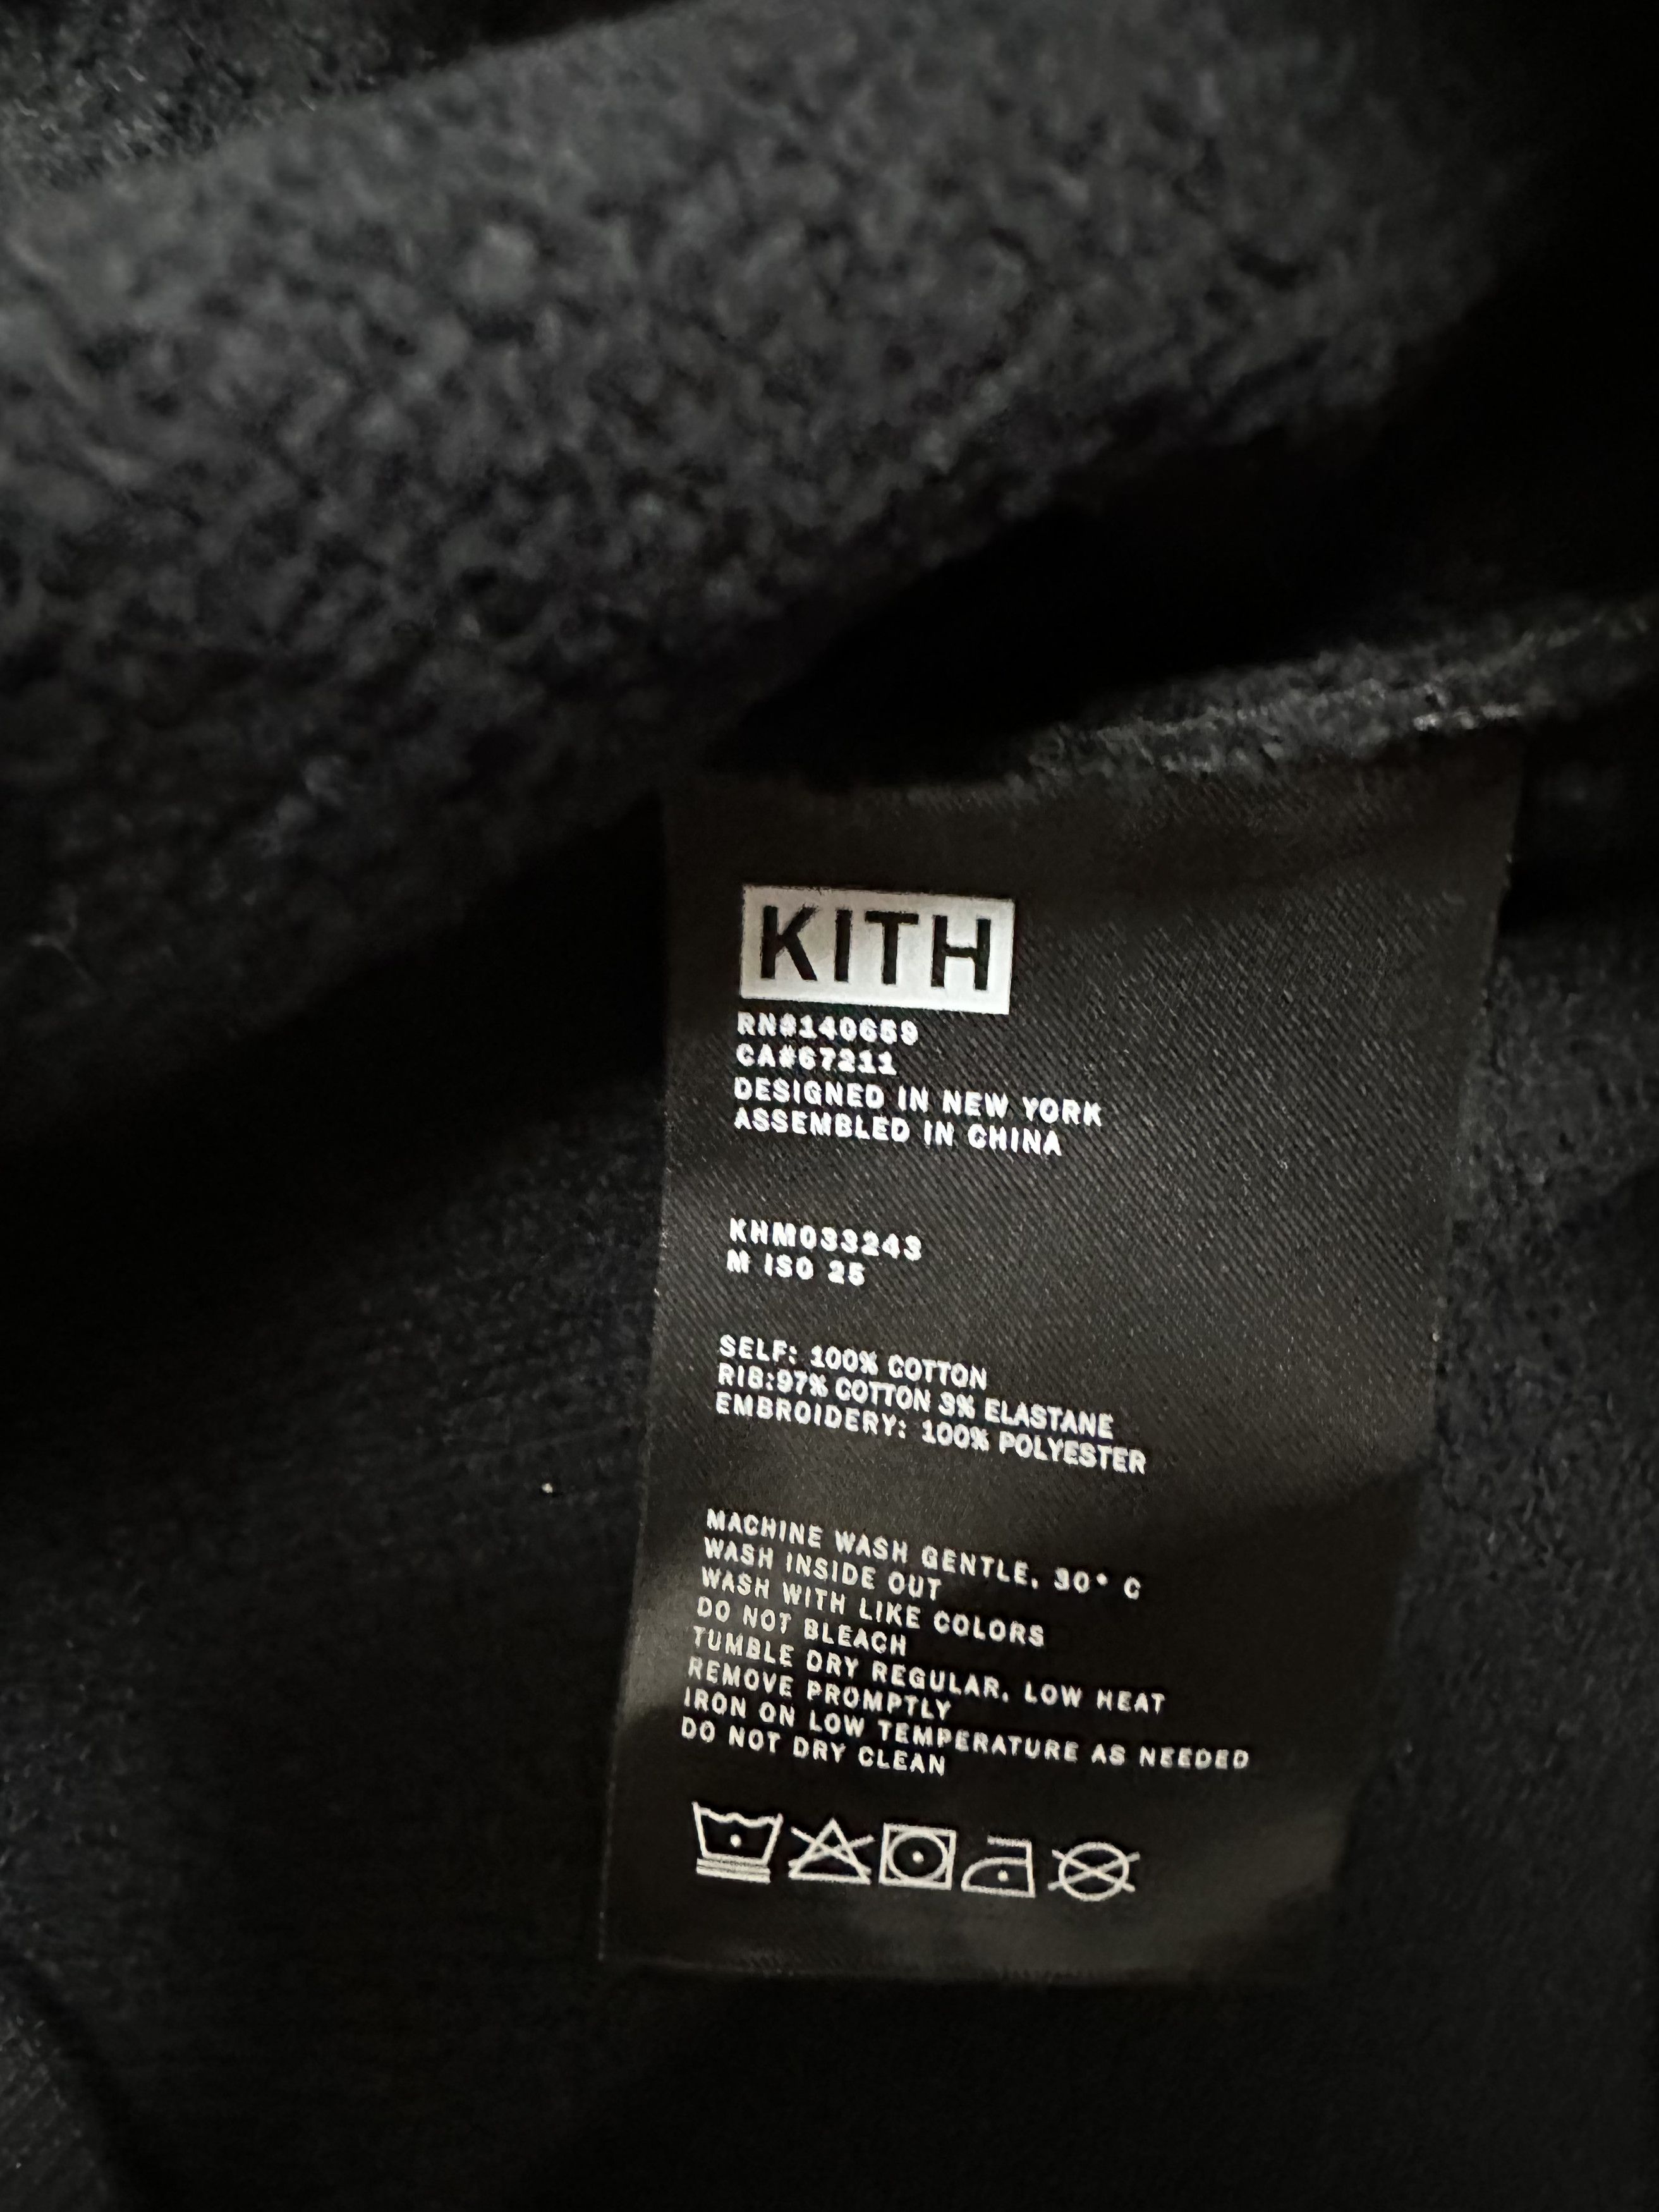 KITH
RN#140659
CA#67211
DESIGNED IN NEW YORK
ASSEMBLED IN CHINA
KHM033243
M ISO 25
SELF: 100% COTTON
RIB:97% COTTON 3% ELASTANE
EMBROIDERY: 100% POLYESTER
MACHINE WASH GENTLE, 30° C
WASH INSIDE OUT
WASH WITH LIKE COLORS
DO NOT BLEACH
TUMBLE DRY REGULAR, LOW HEAT
REMOVE PROMPTLY
IRON ON LOW TEMPERATURE AS NEEDED
DO NOT DRY CLEAN